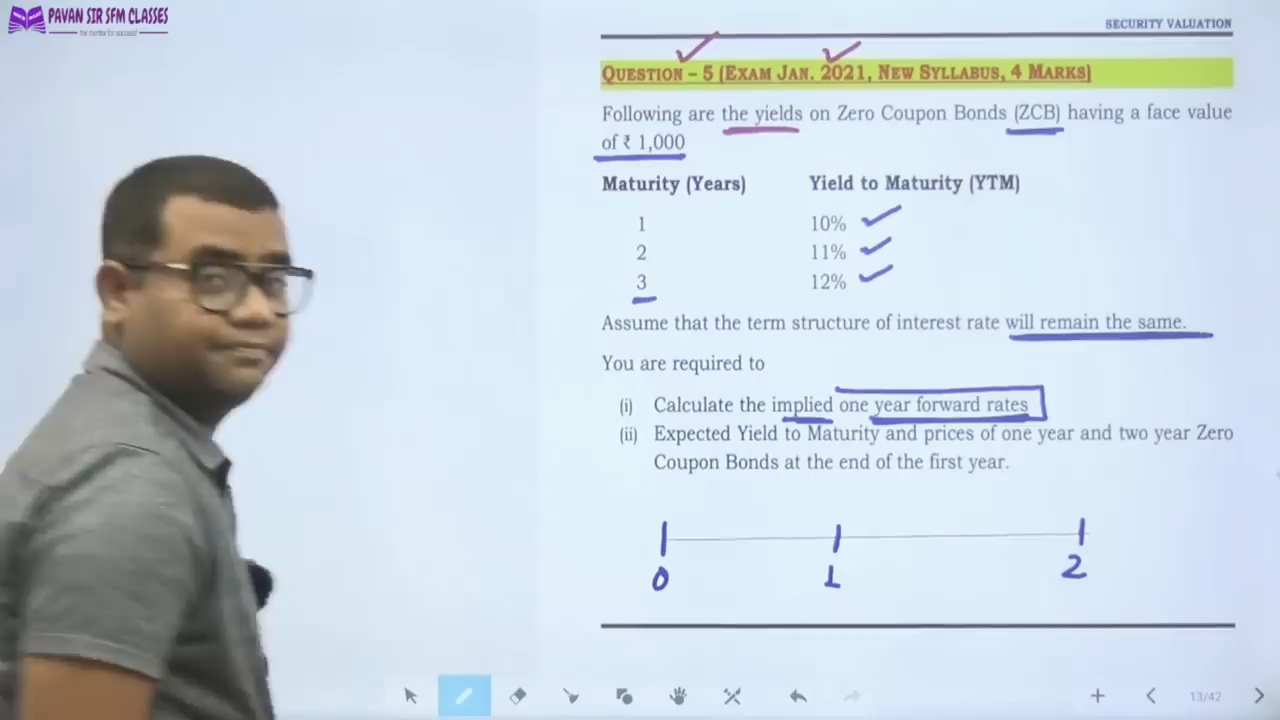 PAVAN SIR SFM CLASSES
SECURITY VALUATION
QUESTION – 5 (EXAM JAN. 2021, NEW SYLLABUS, 4 MARKS)
Following are the yields on Zero Coupon Bonds (ZCB) having a face value
of ₹ 1,000
Maturity (Years) Yield to Maturity (YTM)
1 10%
2 11%
3 12%
Assume that the term structure of interest rate will remain the same.
You are required to
(i) Calculate the implied one year forward rates
(ii) Expected Yield to Maturity and prices of one year and two year Zero
Coupon Bonds at the end of the first year.
0 1 2
13/42